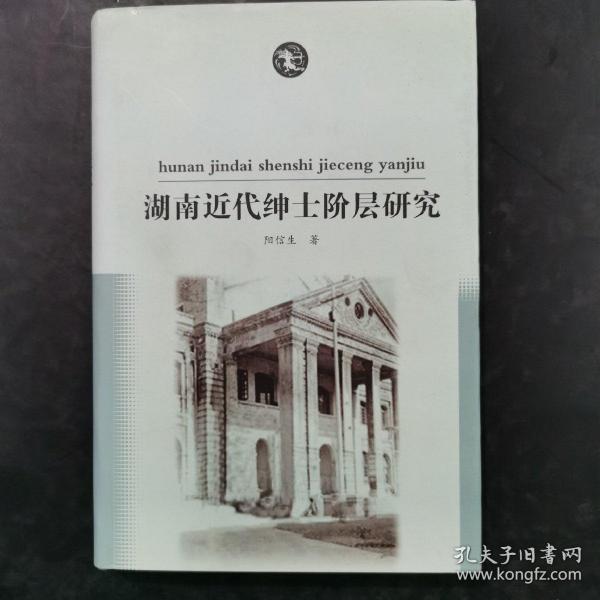 hunan jindai shenshi jieceng yanjiu
湖南近代绅士阶层研究
阳信生 著
孔夫子旧书网
www.kongfz.com